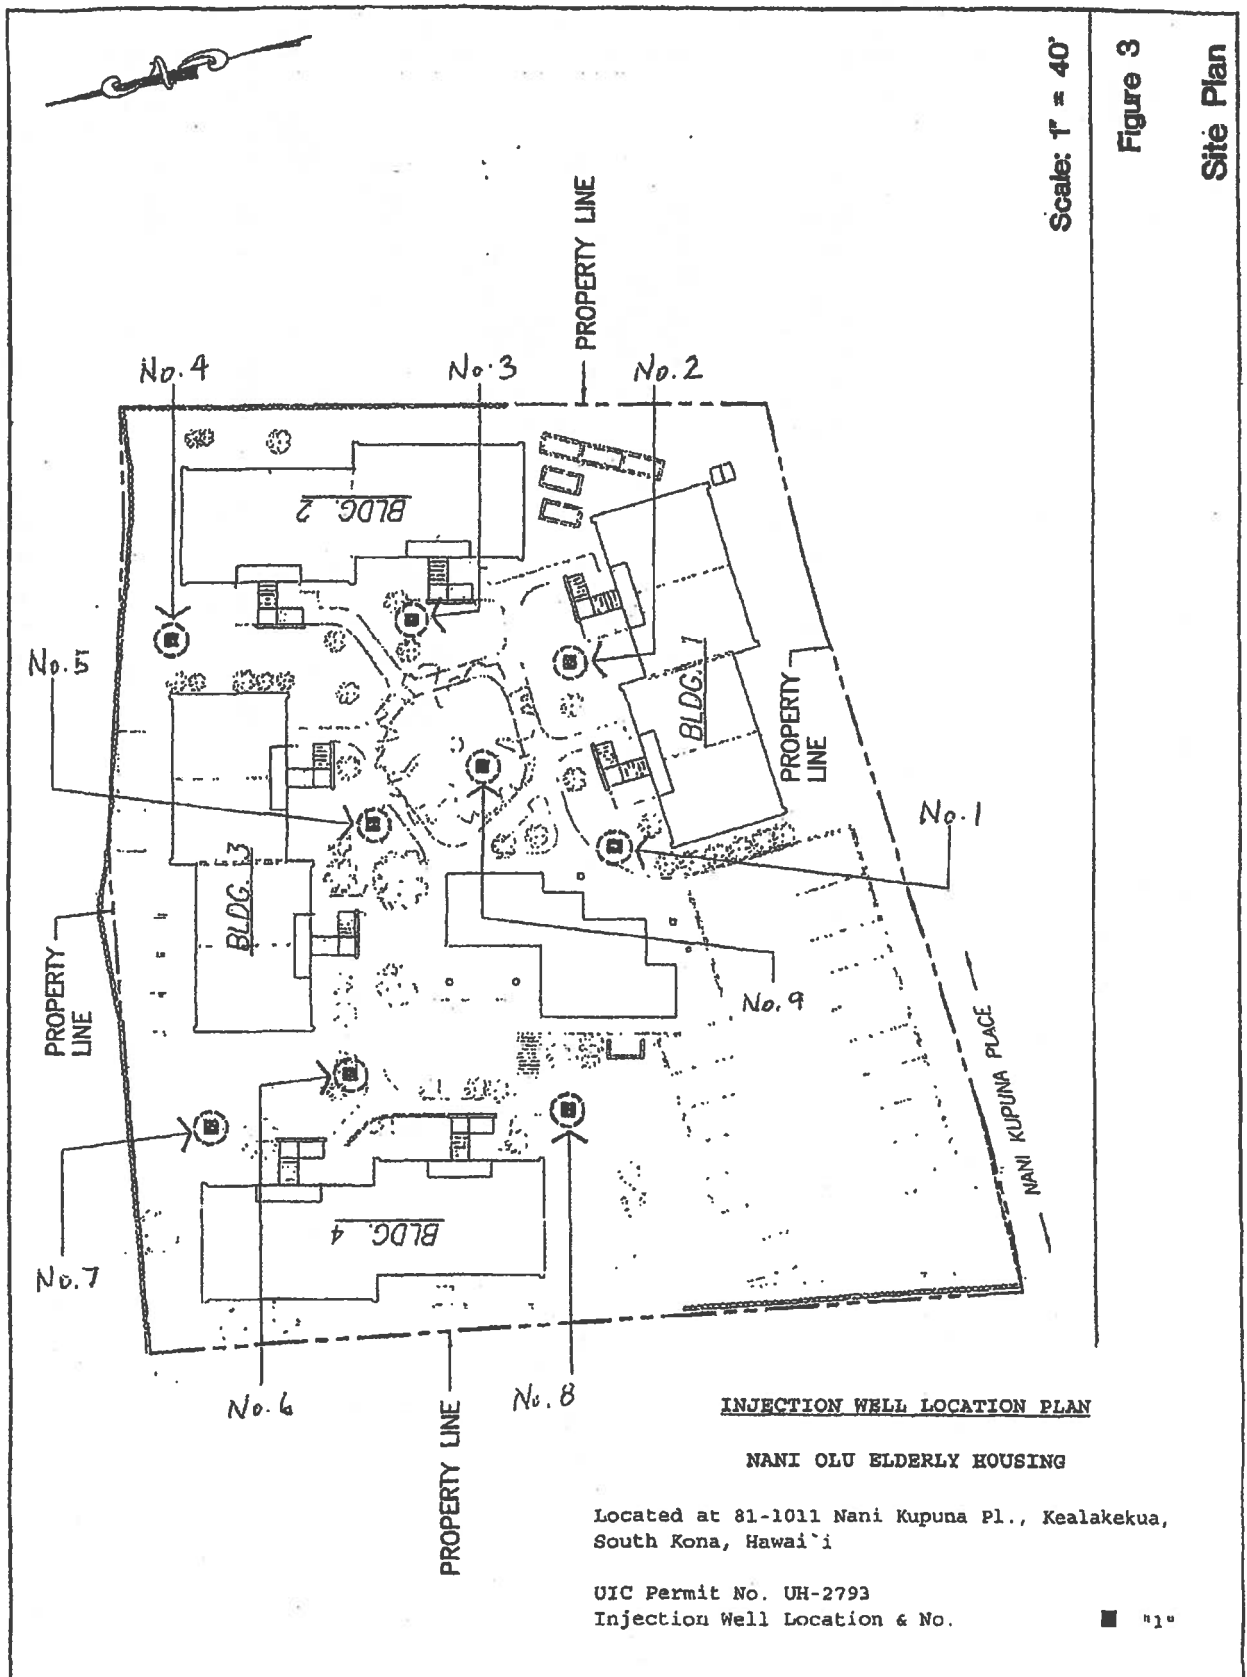 Scale: 1" = 40'
Figure 3
Site Plan
PROPERTY LINE
No.4
No.3
No.2
BLDG. 2
No.5
BLDG. 1
PROPERTY
LINE
No.1
BLDG. 3
PROPERTY
LINE
No.9
NANI KUPUNA PLACE
No.7
BLDG. 4
No.6
No.8
PROPERTY LINE
INJECTION WELL LOCATION PLAN
NANI OLU ELDERLY HOUSING
Located at 81-1011 Nani Kupuna Pl., Kealakekua,
South Kona, Hawai`i
UIC Permit No. UH-2793
Injection Well Location & No. ■ "1"